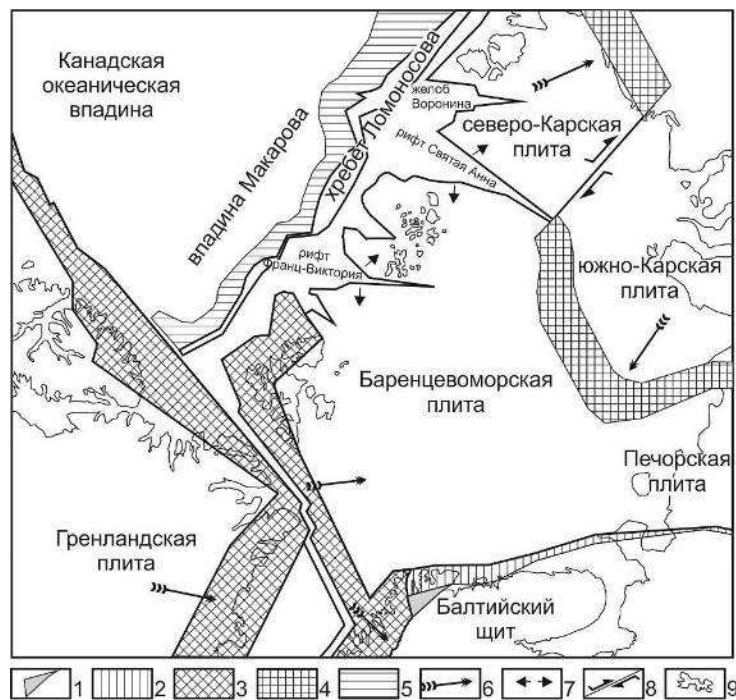 Канадская
океаническая
впадина
впадина Макарова
хребет Ломоносова
желоб
Воронина
северо-Карская
плита
рифт Святая Анна
рифт
Франц-Виктория
южно-Карская
плита
Баренцевоморская
плита
Печорская
плита
Гренландская
плита
Балтийский
щит
1 2 3 4 5 6 7 8 9